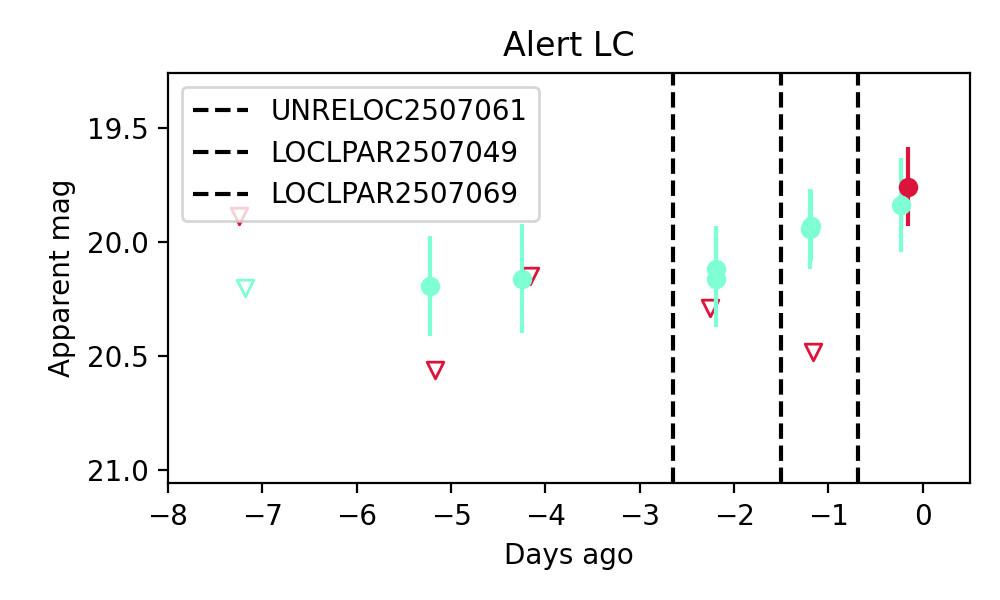 Alert LC
UNRELOC2507061
LOCLPAR2507049
LOCLPAR2507069
Apparent mag
19.5
20.0
20.5
21.0
−8 −7 −6 −5 −4 −3 −2 −1 0
Days ago